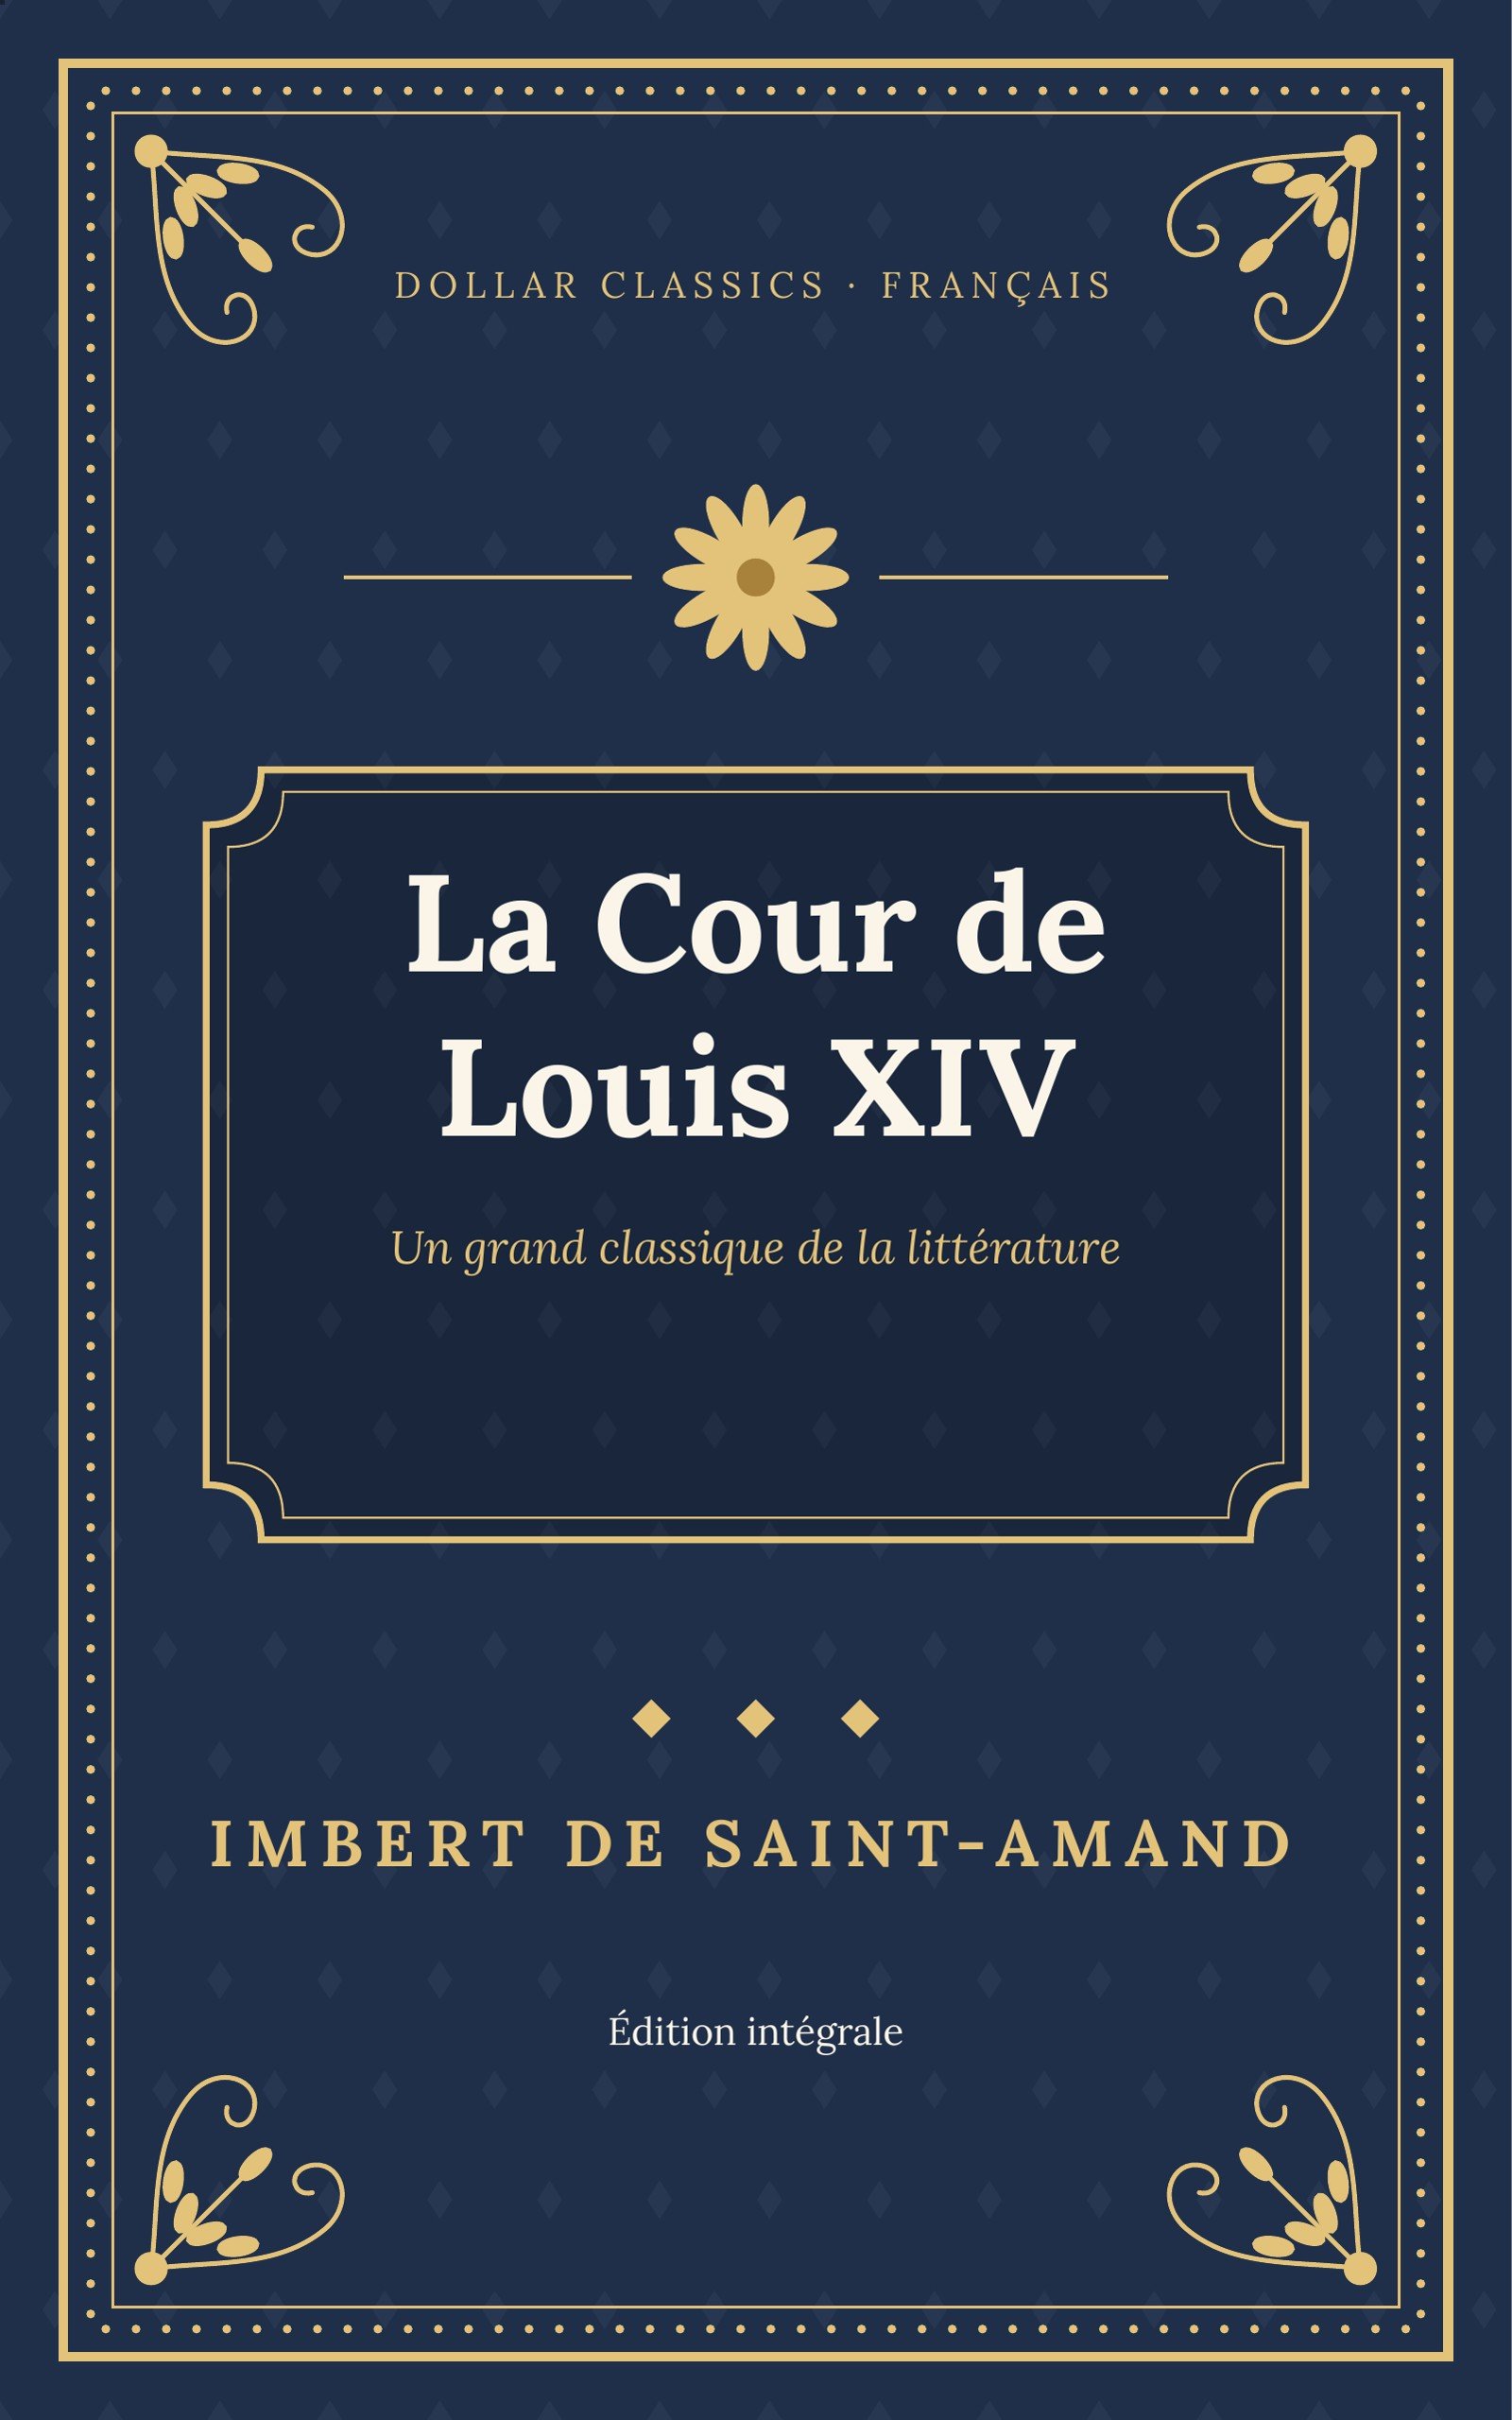 DOLLAR CLASSICS · FRANÇAIS
La Cour de
Louis XIV
Un grand classique de la littérature
IMBERT DE SAINT-AMAND
Édition intégrale